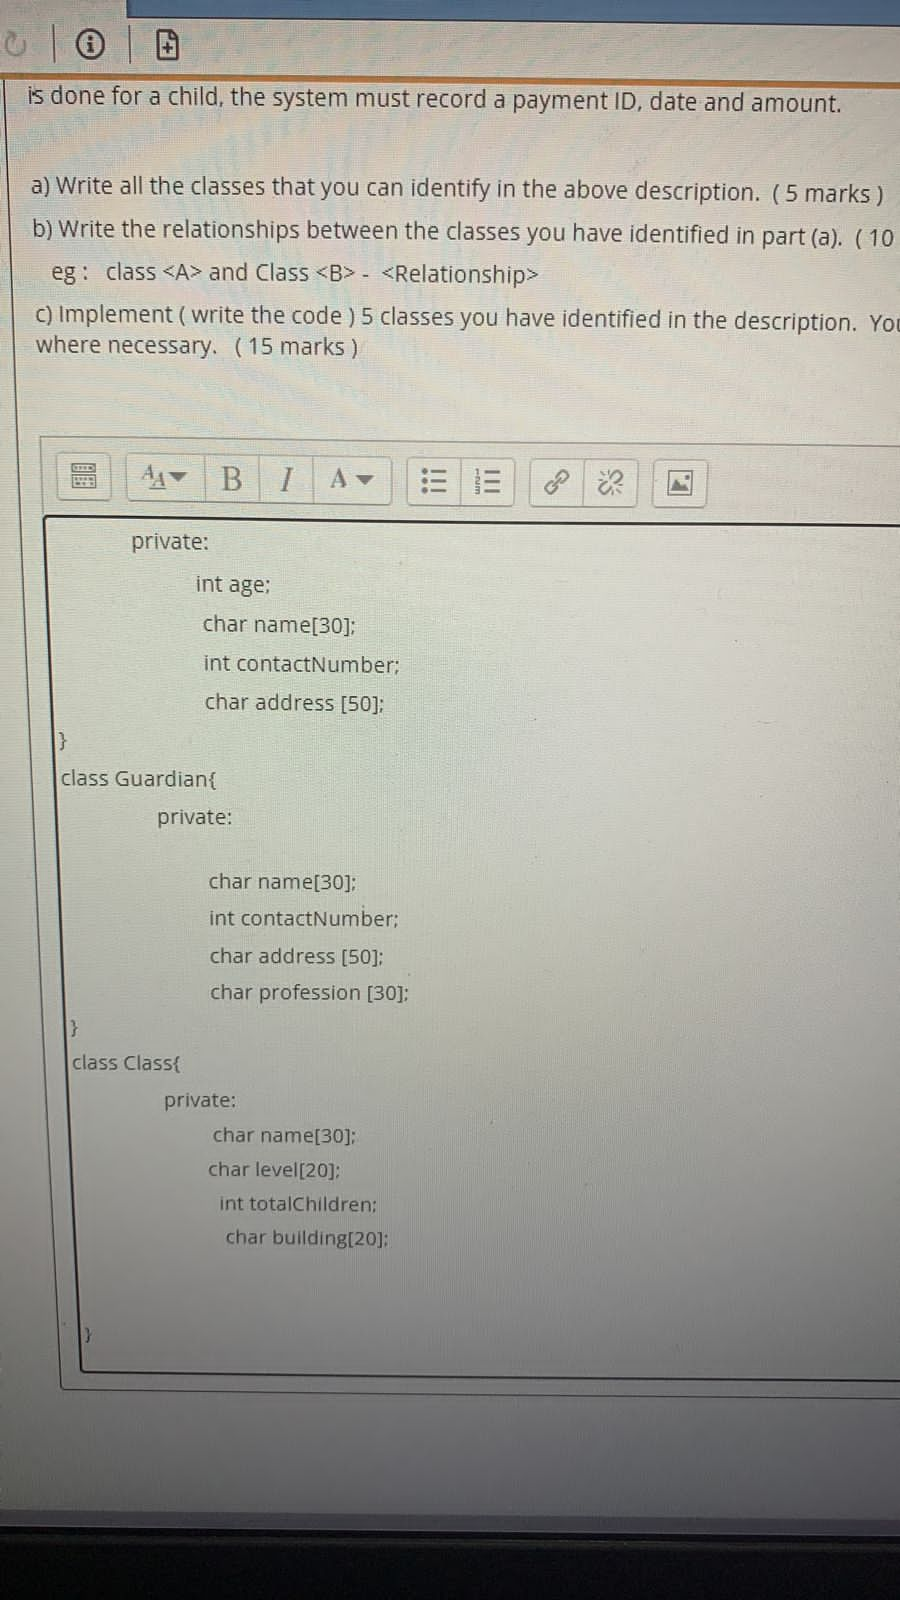 is done for a child, the system must record a payment ID, date and amount.
a) Write all the classes that you can identify in the above description. ( 5 marks )
b) Write the relationships between the classes you have identified in part (a). ( 10
eg : class <A> and Class <B> - <Relationship>
c) Implement ( write the code ) 5 classes you have identified in the description. You
where necessary. ( 15 marks )
B I A
private:
int age;
char name[30];
int contactNumber;
char address [50];
}
class Guardian{
private:
char name[30];
int contactNumber;
char address [50];
char profession [30];
}
class Class{
private:
char name[30];
char level[20];
int totalChildren;
char building[20];
}